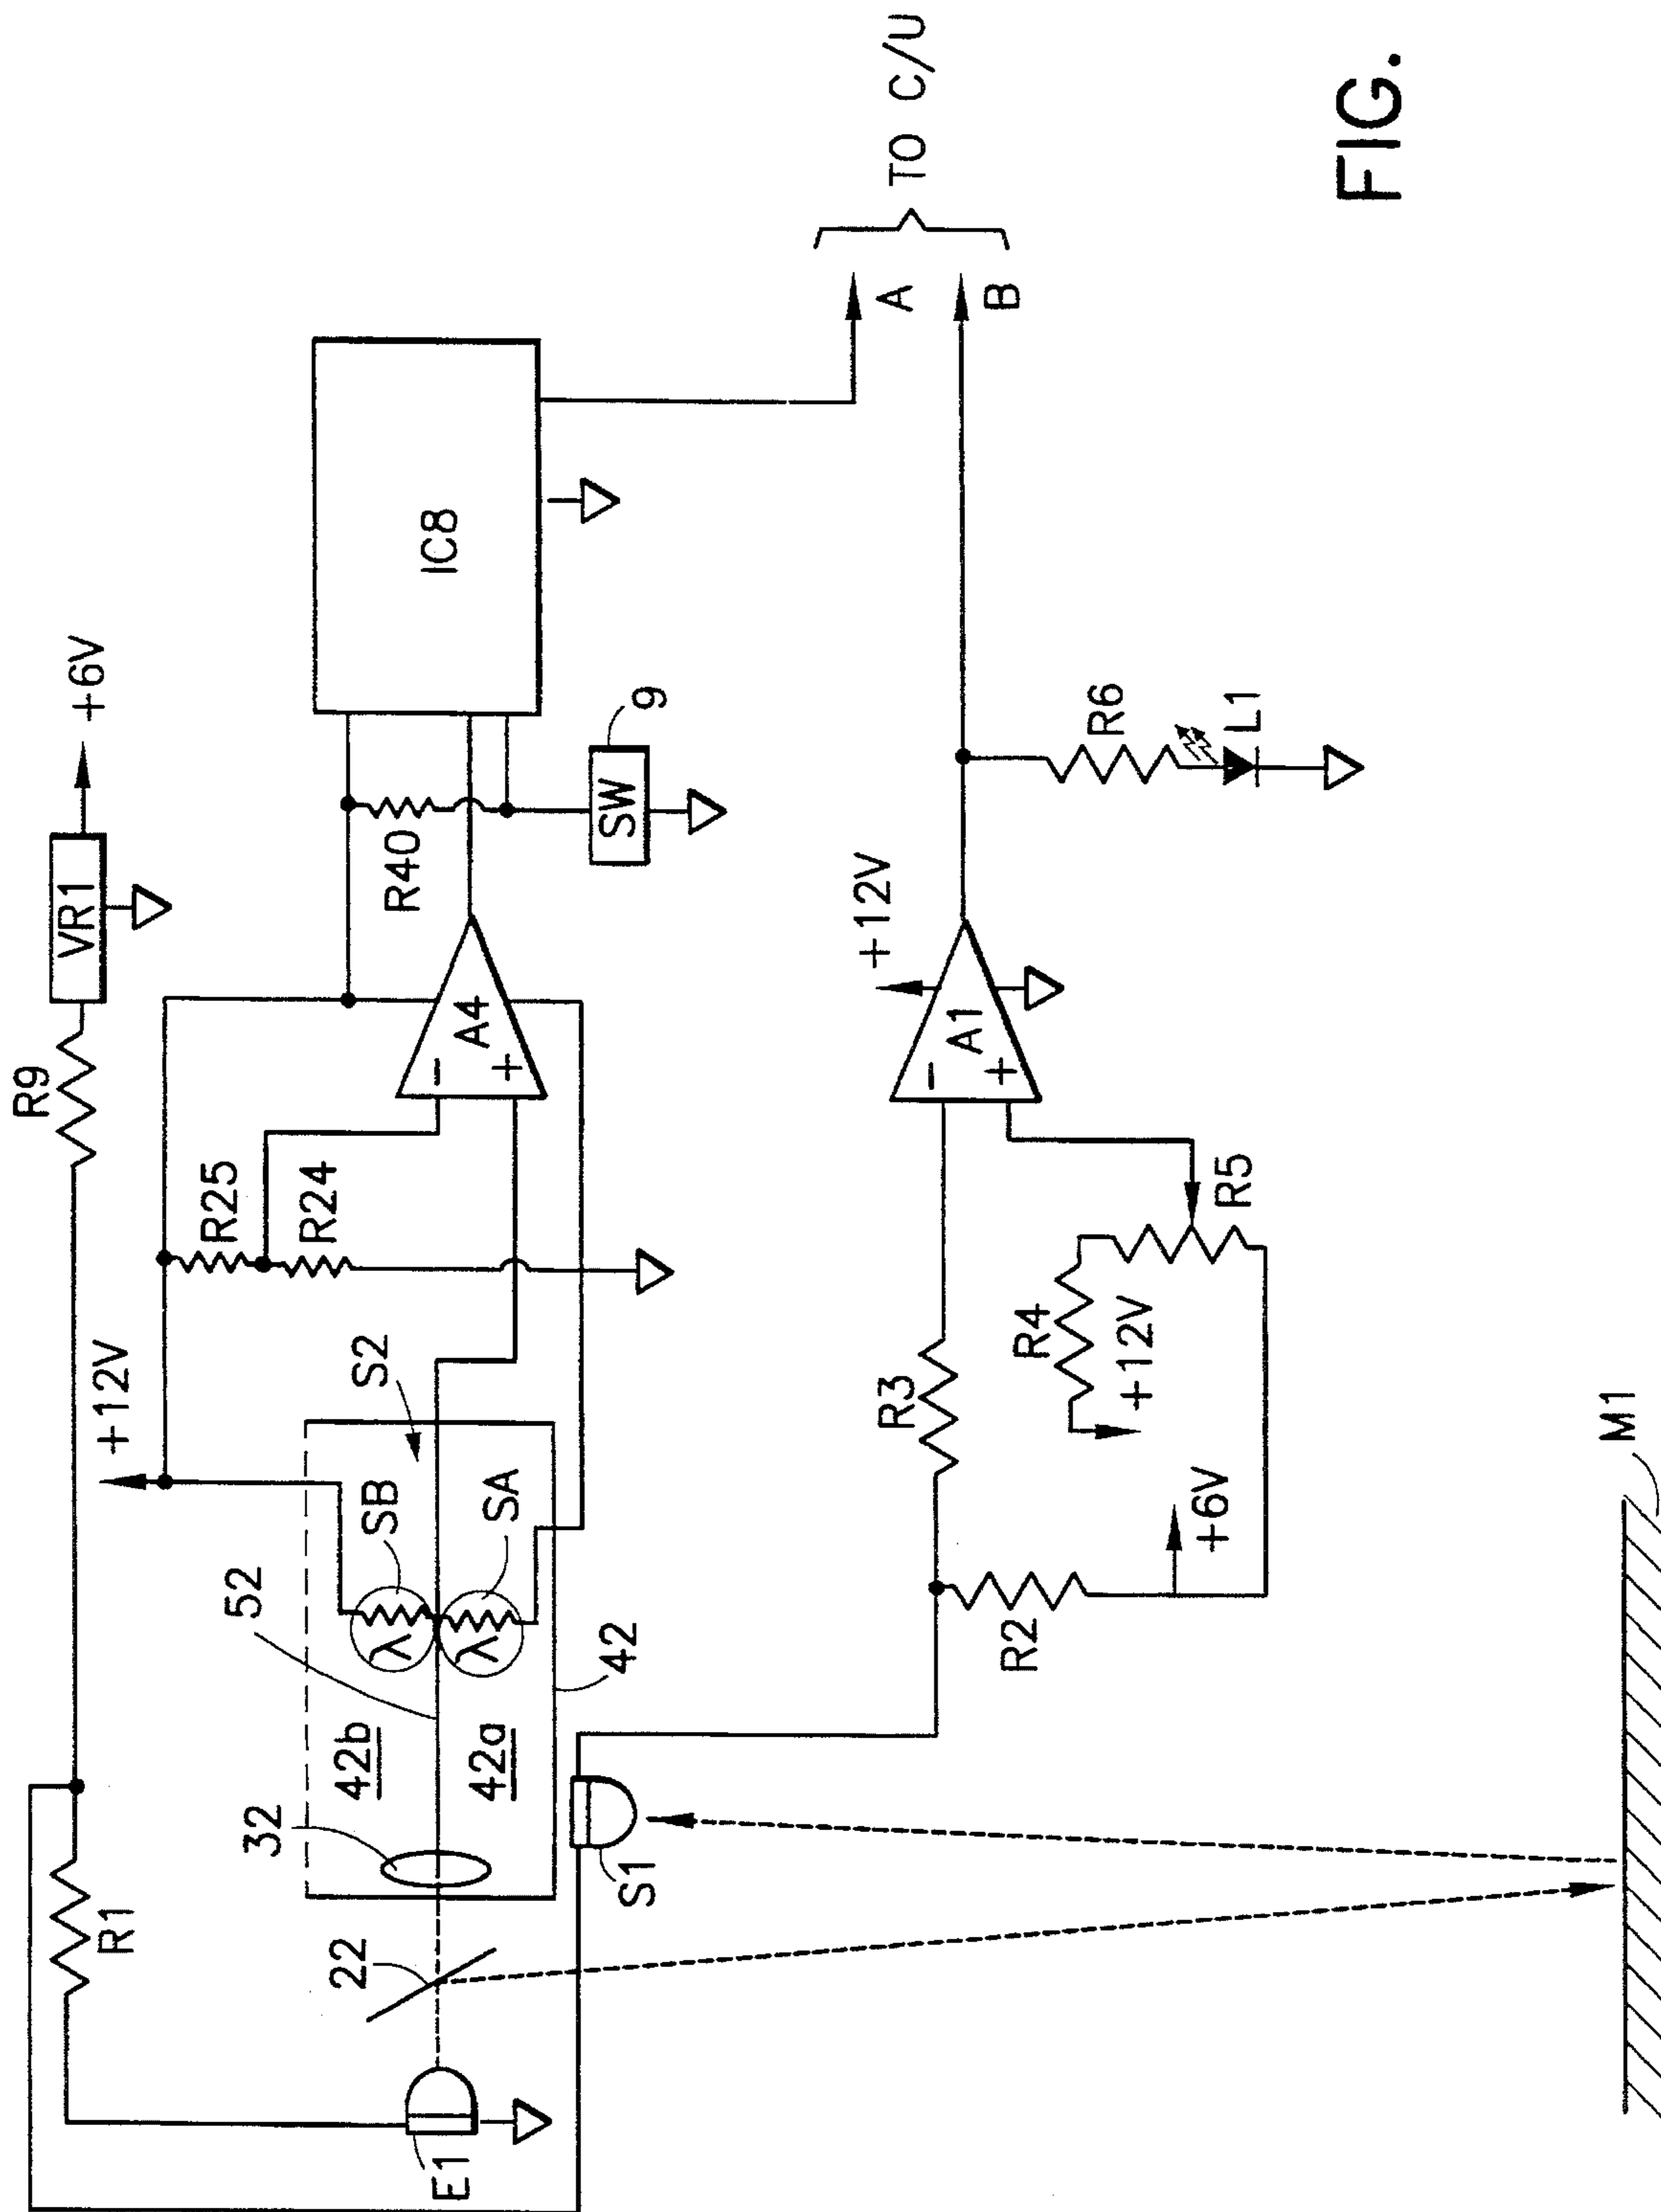 R9
VR1
+6V
R1
+12V
R25
R24
A4
-
+
R40
IC8
SW
9
S2
SB
SA
λ
λ
52
42b
42a
42
32
22
E1
S1
A
B
TO C/U
+12V
A1
-
+
R3
R2
R4
+12V
R5
+6V
R6
L1
M1
FIG.